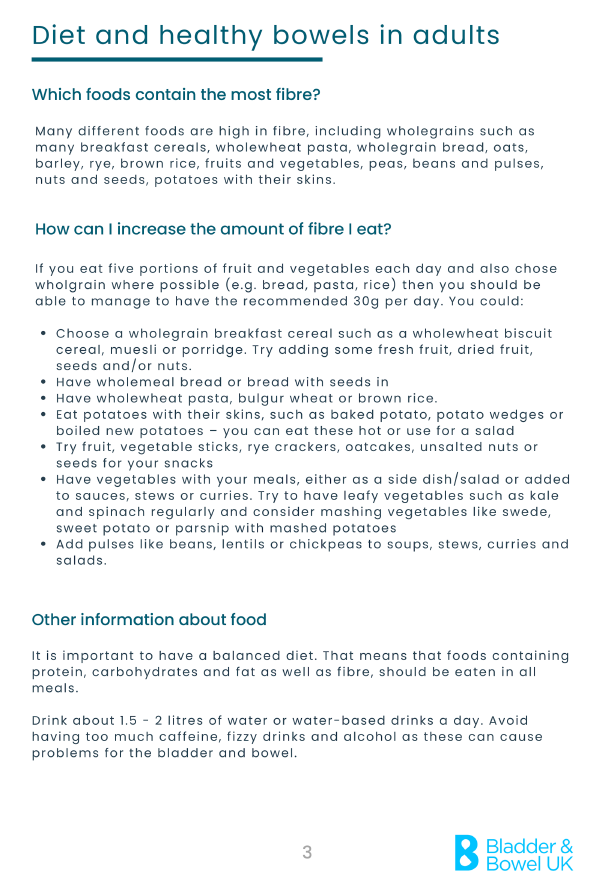 Diet and healthy bowels in adults
Which foods contain the most fibre?
Many different foods are high in fibre, including wholegrains such as
many breakfast cereals, wholewheat pasta, wholegrain bread, oats,
barley, rye, brown rice, fruits and vegetables, peas, beans and pulses,
nuts and seeds, potatoes with their skins.
How can I increase the amount of fibre I eat?
If you eat five portions of fruit and vegetables each day and also chose
wholgrain where possible (e.g. bread, pasta, rice) then you should be
able to manage to have the recommended 30g per day. You could:
• Choose a wholegrain breakfast cereal such as a wholewheat biscuit
cereal, muesli or porridge. Try adding some fresh fruit, dried fruit,
seeds and/or nuts.
• Have wholemeal bread or bread with seeds in
• Have wholewheat pasta, bulgur wheat or brown rice.
• Eat potatoes with their skins, such as baked potato, potato wedges or
boiled new potatoes – you can eat these hot or use for a salad
• Try fruit, vegetable sticks, rye crackers, oatcakes, unsalted nuts or
seeds for your snacks
• Have vegetables with your meals, either as a side dish/salad or added
to sauces, stews or curries. Try to have leafy vegetables such as kale
and spinach regularly and consider mashing vegetables like swede,
sweet potato or parsnip with mashed potatoes
• Add pulses like beans, lentils or chickpeas to soups, stews, curries and
salads.
Other information about food
It is important to have a balanced diet. That means that foods containing
protein, carbohydrates and fat as well as fibre, should be eaten in all
meals.
Drink about 1.5 - 2 litres of water or water-based drinks a day. Avoid
having too much caffeine, fizzy drinks and alcohol as these can cause
problems for the bladder and bowel.
3
Bladder &
Bowel UK